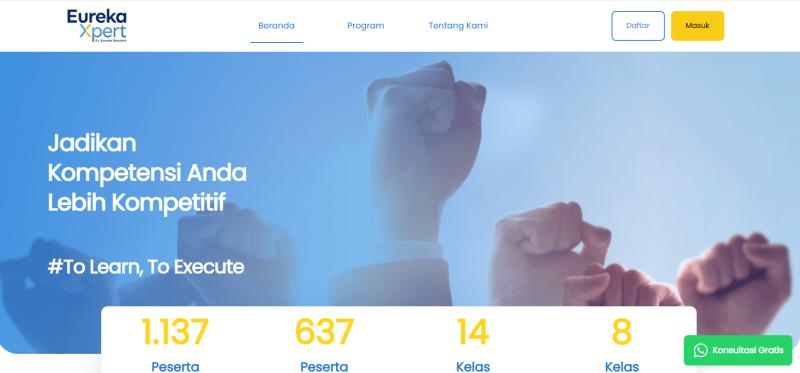 Eureka
Xpert
By Eureka Edutech
Beranda
Program
Tentang Kami
Daftar
Masuk
Jadikan
Kompetensi Anda
Lebih Kompetitif
#To Learn, To Execute
1.137
637
14
8
Peserta
Peserta
Kelas
Kelas
Konsultasi Gratis